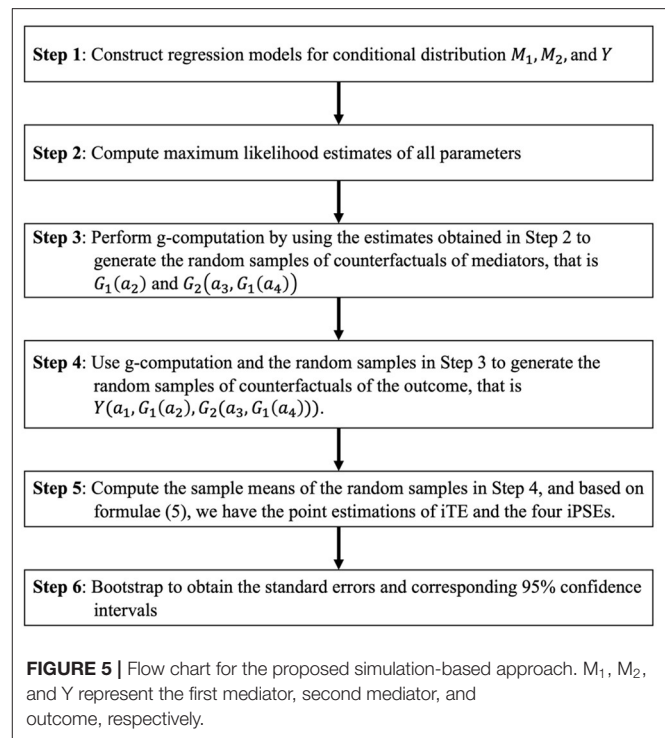 Step 1: Construct regression models for conditional distribution M₁, M₂, and Y
Step 2: Compute maximum likelihood estimates of all parameters
Step 3: Perform g-computation by using the estimates obtained in Step 2 to
generate the random samples of counterfactuals of mediators, that is
G₁(a₂) and G₂(a₃, G₁(a₄))
Step 4: Use g-computation and the random samples in Step 3 to generate the
random samples of counterfactuals of the outcome, that is
Y(a₁, G₁(a₂), G₂(a₃, G₁(a₄))).
Step 5: Compute the sample means of the random samples in Step 4, and based on
formulae (5), we have the point estimations of iTE and the four iPSEs.
Step 6: Bootstrap to obtain the standard errors and corresponding 95% confidence
intervals
FIGURE 5 | Flow chart for the proposed simulation-based approach. M₁, M₂,
and Y represent the first mediator, second mediator, and
outcome, respectively.